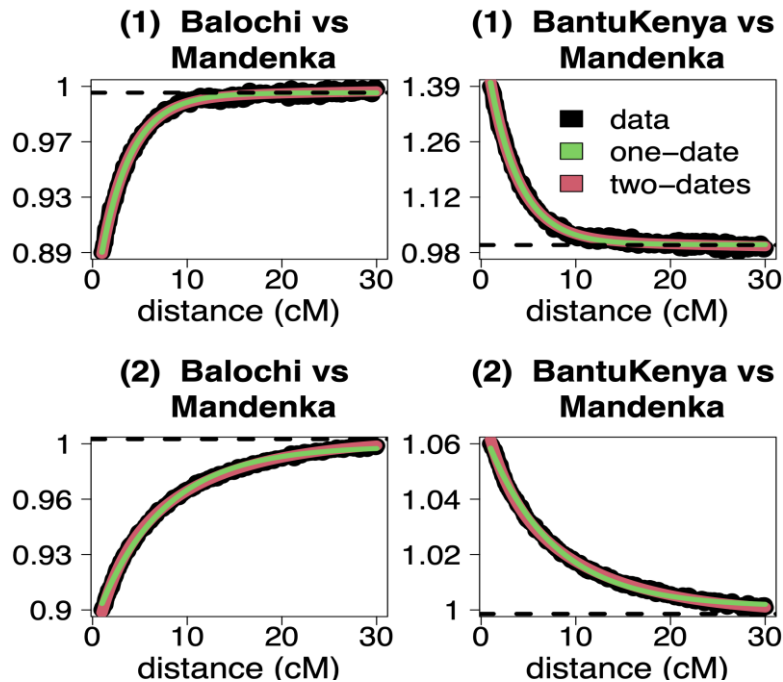 (1) Balochi vs
Mandenka
1
0.97
0.93
0.89
0 10 20 30
distance (cM)
(1) BantuKenya vs
Mandenka
1.39
1.26
1.12
0.98
data
one-date
two-dates
0 10 20 30
distance (cM)
(2) Balochi vs
Mandenka
1
0.96
0.93
0.9
0 10 20 30
distance (cM)
(2) BantuKenya vs
Mandenka
1.06
1.04
1.02
1
0 10 20 30
distance (cM)